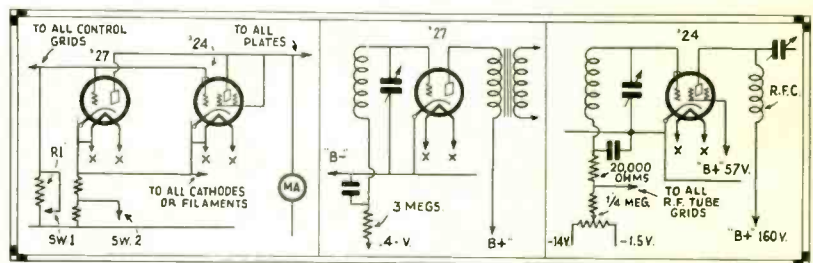 TO ALL CONTROL
GRIDS
'27
'24
TO ALL
PLATES
X
X
X
X
R1
TO ALL CATHODES
OR FILAMENTS
MA
SW.1
SW.2
'27
X
X
"B-"
3 MEGS.
.4-V.
B+"
'24
R.F.C.
X
X
"B+" 57V.
20,000
OHMS
TO ALL
R.F. TUBE
GRIDS
1/4 MEG.
-14V.
-1.5V.
"B+" 160V.